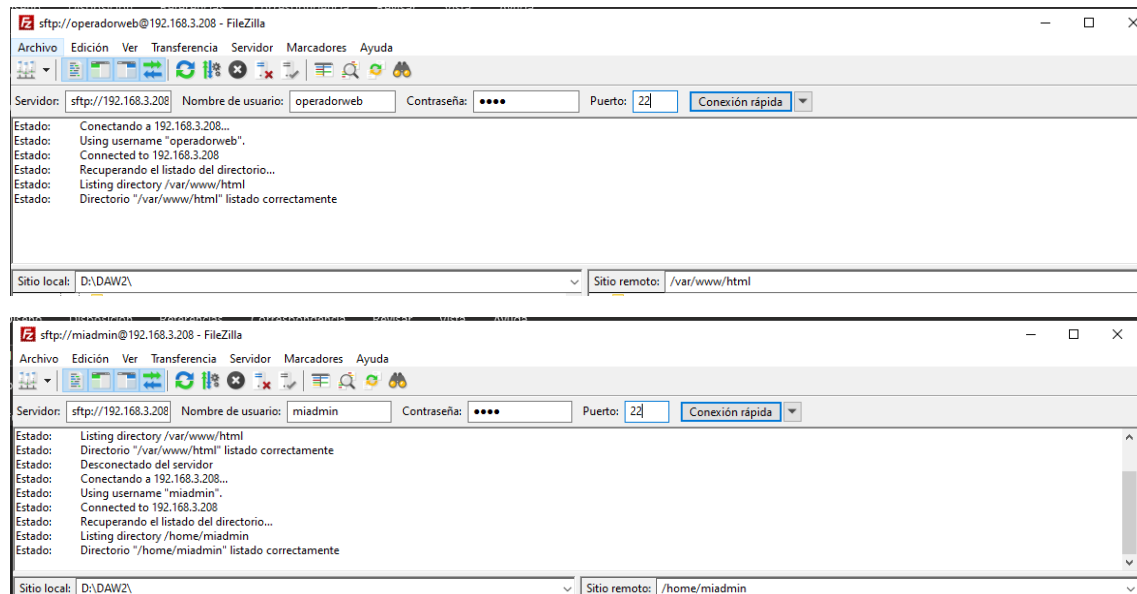 sftp://operadorweb@192.168.3.208 - FileZilla
Archivo Edición Ver Transferencia Servidor Marcadores Ayuda
Servidor: sftp://192.168.3.208 Nombre de usuario: operadorweb Contraseña: ●●●● Puerto: 22 Conexión rápida
Estado: Conectando a 192.168.3.208...
Estado: Using username "operadorweb".
Estado: Connected to 192.168.3.208
Estado: Recuperando el listado del directorio...
Estado: Listing directory /var/www/html
Estado: Directorio "/var/www/html" listado correctamente
Sitio local: D:\DAW2\ Sitio remoto: /var/www/html
sftp://miadmin@192.168.3.208 - FileZilla
Archivo Edición Ver Transferencia Servidor Marcadores Ayuda
Servidor: sftp://192.168.3.208 Nombre de usuario: miadmin Contraseña: ●●●● Puerto: 22 Conexión rápida
Estado: Listing directory /var/www/html
Estado: Directorio "/var/www/html" listado correctamente
Estado: Desconectado del servidor
Estado: Conectando a 192.168.3.208...
Estado: Using username "miadmin".
Estado: Connected to 192.168.3.208
Estado: Recuperando el listado del directorio...
Estado: Listing directory /home/miadmin
Estado: Directorio "/home/miadmin" listado correctamente
Sitio local: D:\DAW2\ Sitio remoto: /home/miadmin